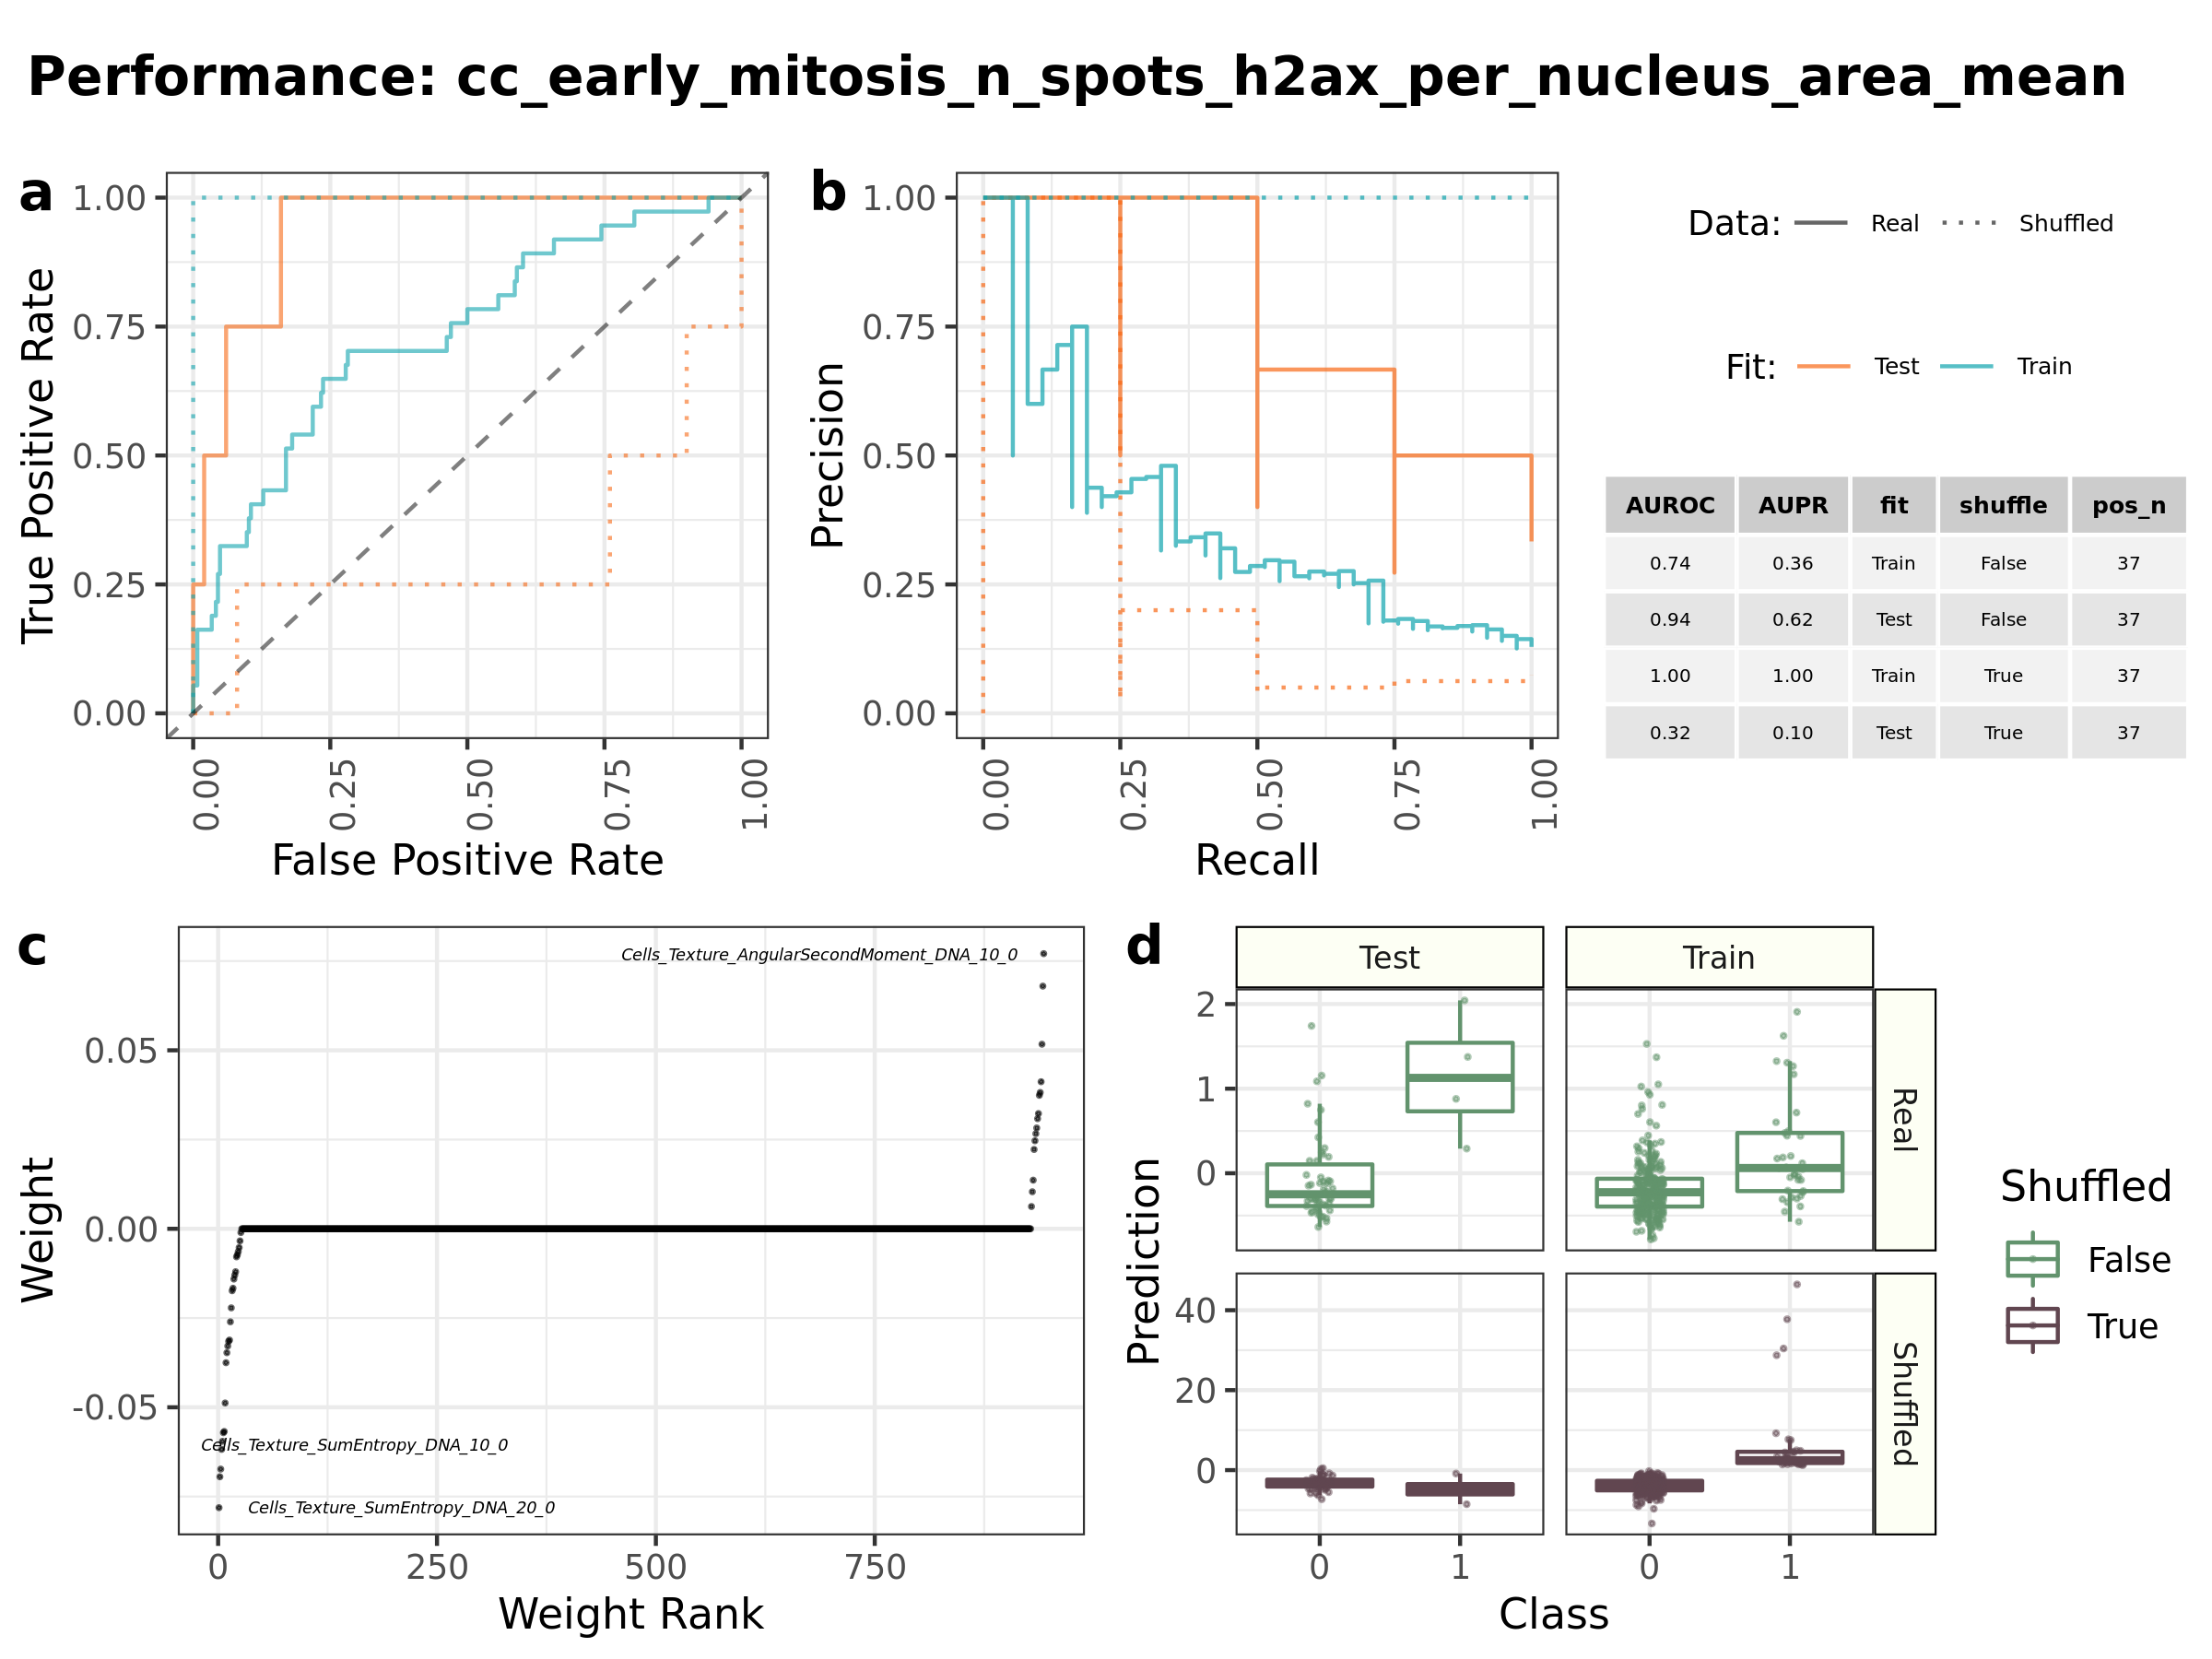 Performance: cc_early_mitosis_n_spots_h2ax_per_nucleus_area_mean
a
1.00
0.75
0.50
0.25
0.00
True Positive Rate
0.00 0.25 0.50 0.75 1.00
False Positive Rate
b
1.00
0.75
0.50
0.25
0.00
Precision
0.00 0.25 0.50 0.75 1.00
Recall
Data: Real Shuffled
Fit: Test Train
AUROC AUPR fit shuffle pos_n
0.74 0.36 Train False 37
0.94 0.62 Test False 37
1.00 1.00 Train True 37
0.32 0.10 Test True 37
c
Cells_Texture_AngularSecondMoment_DNA_10_0
0.05
0.00
-0.05
Cells_Texture_SumEntropy_DNA_10_0
Cells_Texture_SumEntropy_DNA_20_0
Weight
0 250 500 750
Weight Rank
d
Test Train
2
1
0
Real
40
20
0
Shuffled
Prediction
0 1 0 1
Class
Shuffled
False
True